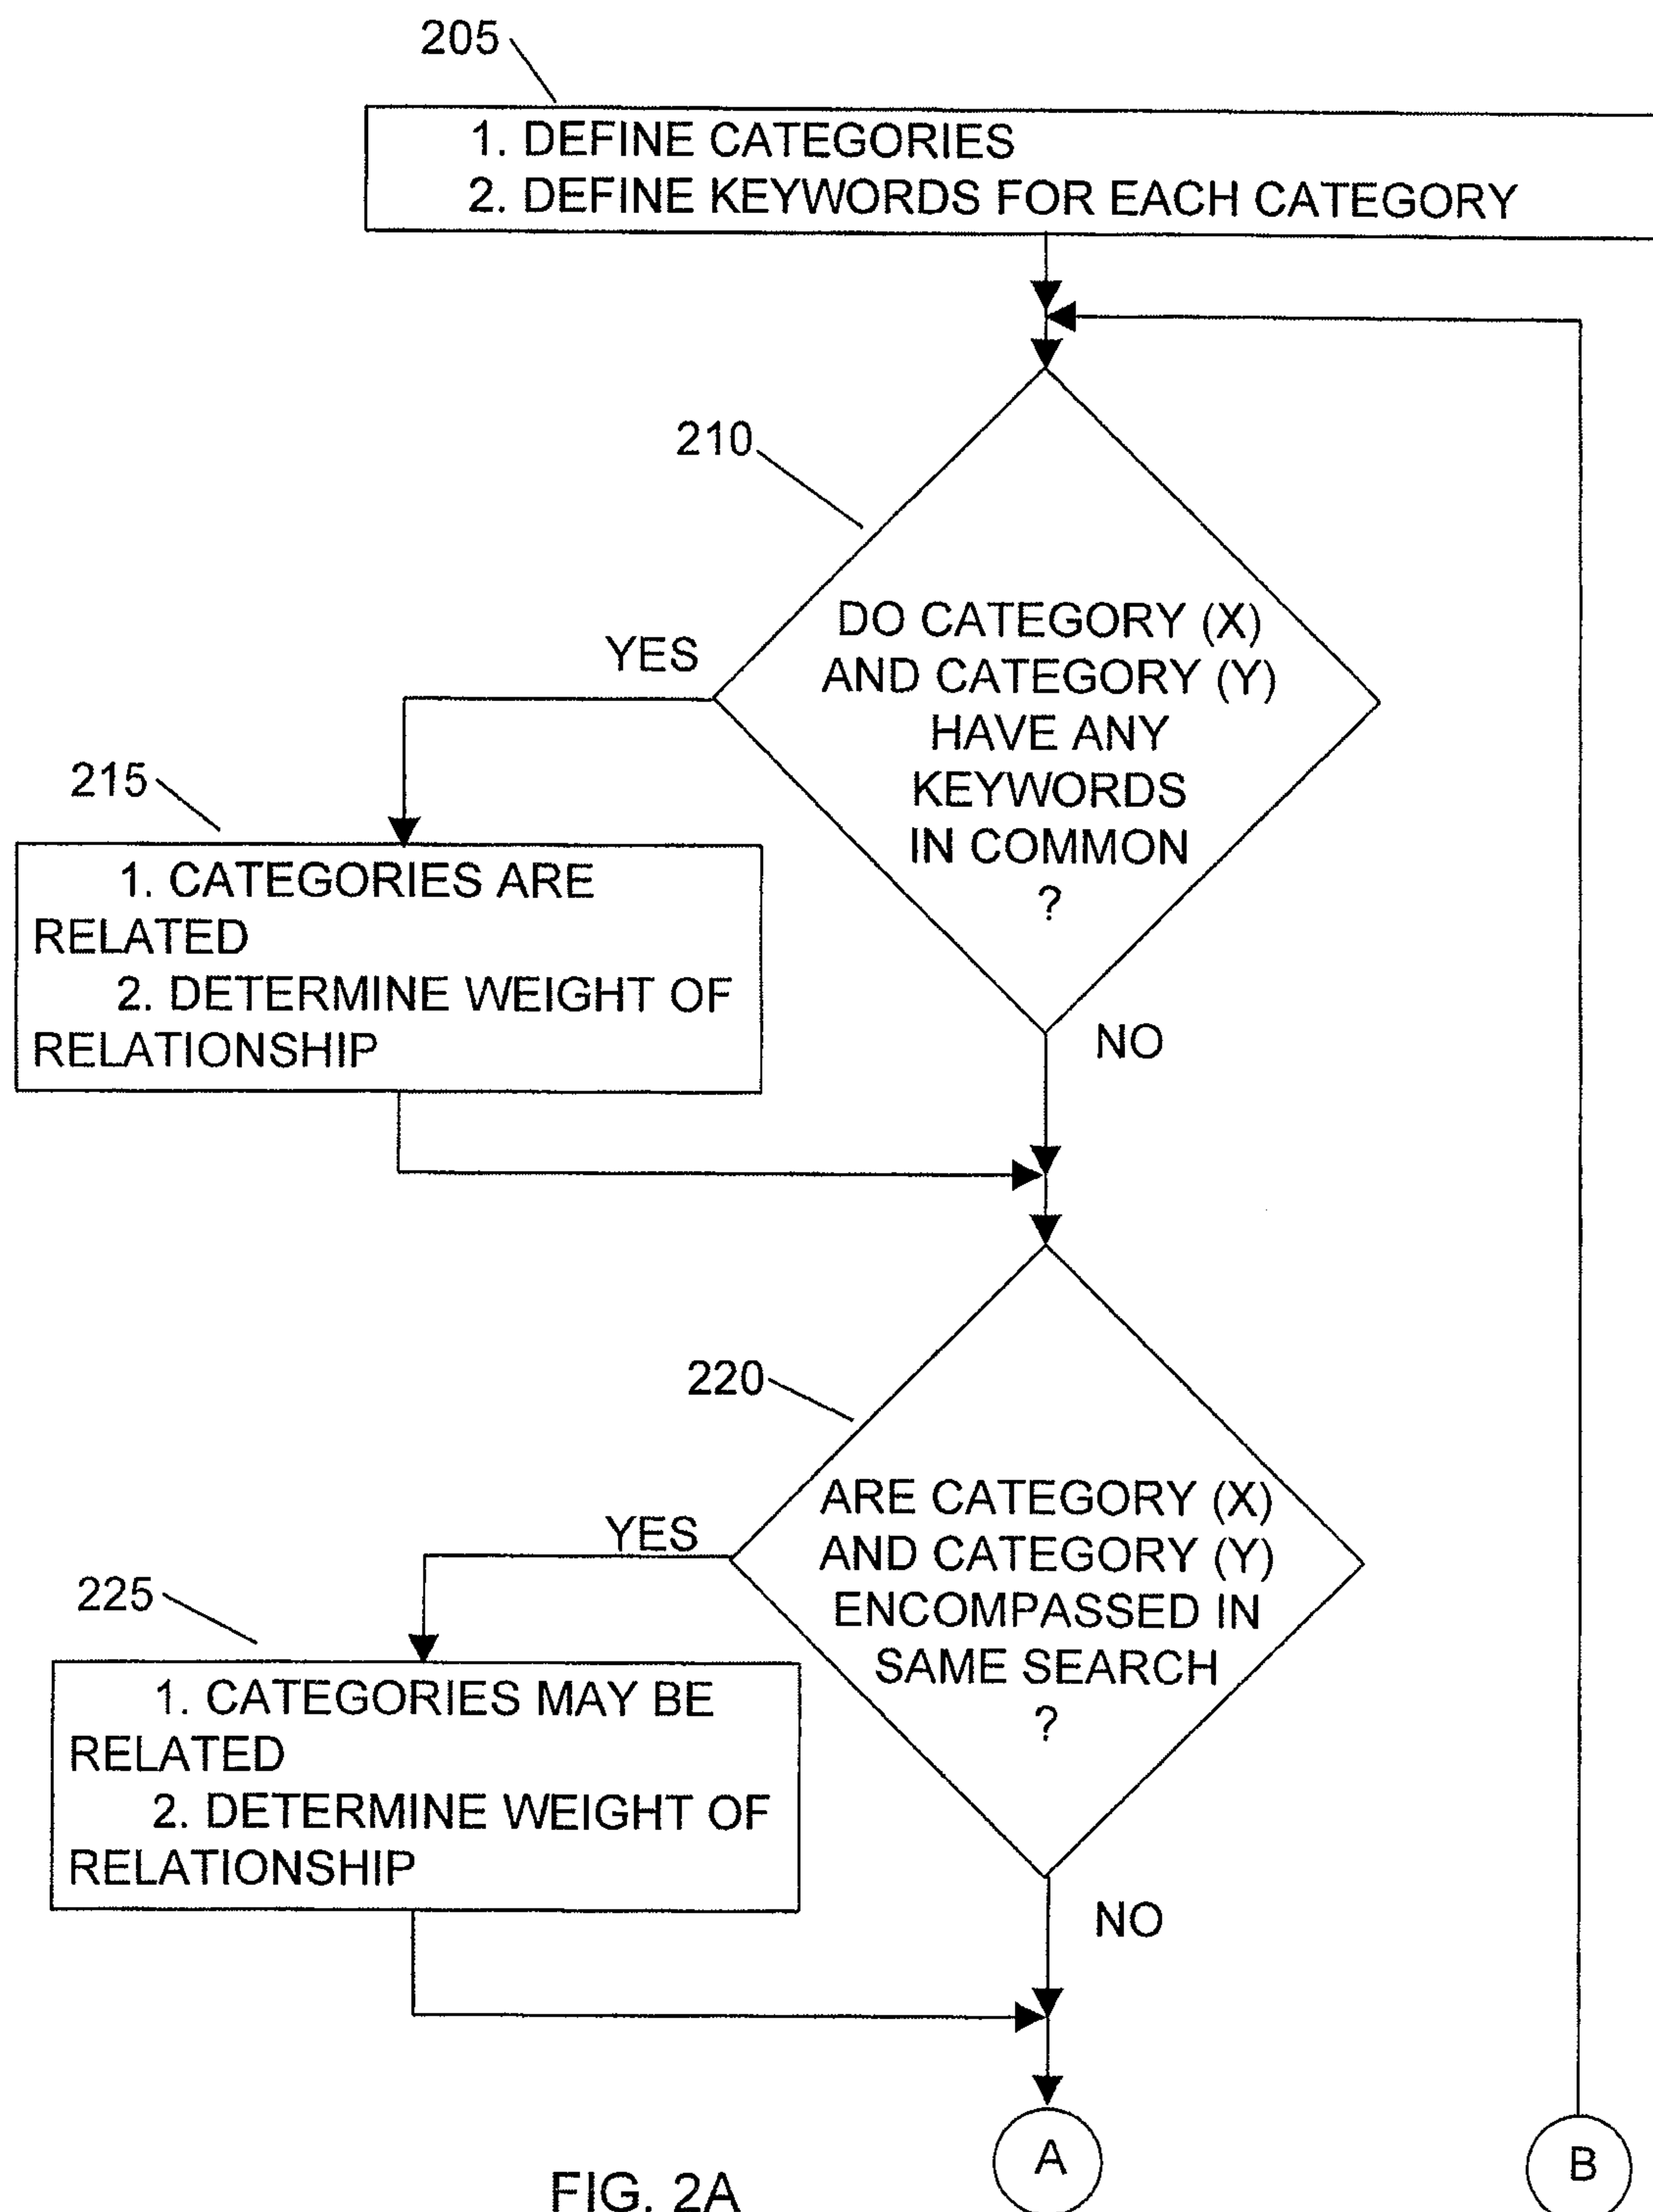 205
1. DEFINE CATEGORIES
2. DEFINE KEYWORDS FOR EACH CATEGORY
210
DO CATEGORY (X)
AND CATEGORY (Y)
HAVE ANY
KEYWORDS
IN COMMON
?
YES
215
1. CATEGORIES ARE
RELATED
2. DETERMINE WEIGHT OF
RELATIONSHIP
NO
220
ARE CATEGORY (X)
AND CATEGORY (Y)
ENCOMPASSED IN
SAME SEARCH
?
YES
225
1. CATEGORIES MAY BE
RELATED
2. DETERMINE WEIGHT OF
RELATIONSHIP
NO
A
B
FIG. 2A